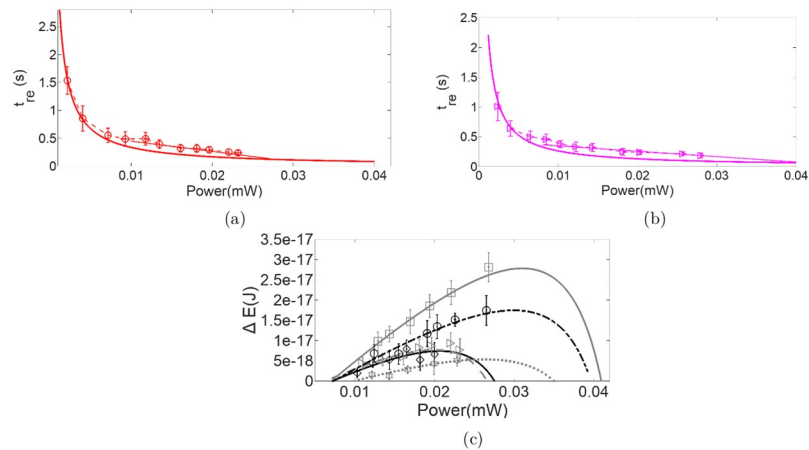 2.5
2
1.5
1
0.5
0
t_re (s)
0.01 0.02 0.03 0.04
Power(mW)
(a)
2.5
2
1.5
1
0.5
0
t_re (s)
0 0.01 0.02 0.03 0.04
Power(mW)
(b)
3.5e-17
3e-17
2.5e-17
2e-17
1.5e-17
1e-17
5e-18
0
Δ E(J)
0.01 0.02 0.03 0.04
Power(mW)
(c)